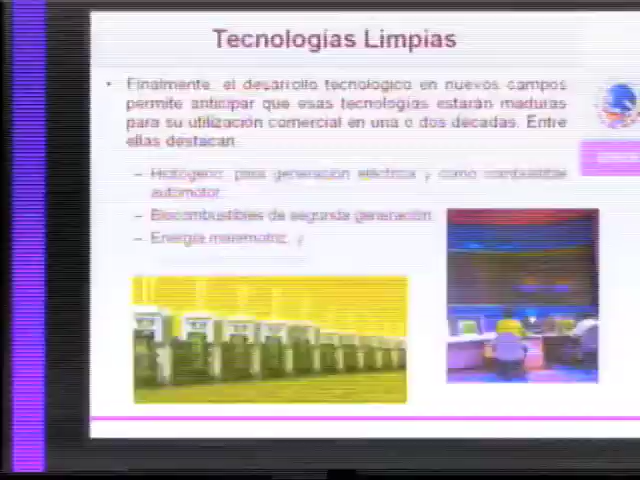 Tecnologías Limpias
• Finalmente, el desarrollo tecnológico en nuevos campos
permite anticipar que esas tecnologías estarán maduras
para su utilización comercial en una o dos décadas. Entre
ellas destacan
– Hidrógeno, para generación eléctrica y como combustible
automotor
– Biocombustibles de segunda generación
– Energía maremotriz, y